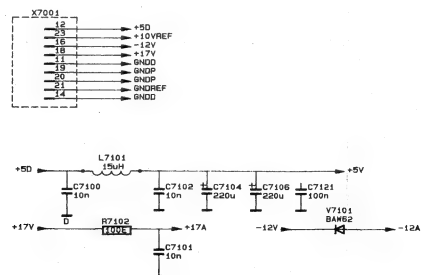 X7001
12 +5D
23 +10VREF
16 -12V
18 +17V
11 GNDD
19 GNDP
20 GNDP
21 GNDREF
14 GNDD
L7101
15uH
+5D +5V
C7100 C7102 C7104 C7106 C7121
10n 10n 220u 220u 100n
D
V7101
BAW62
+17V R7102 +17A -12V -12A
100E
C7101
10n